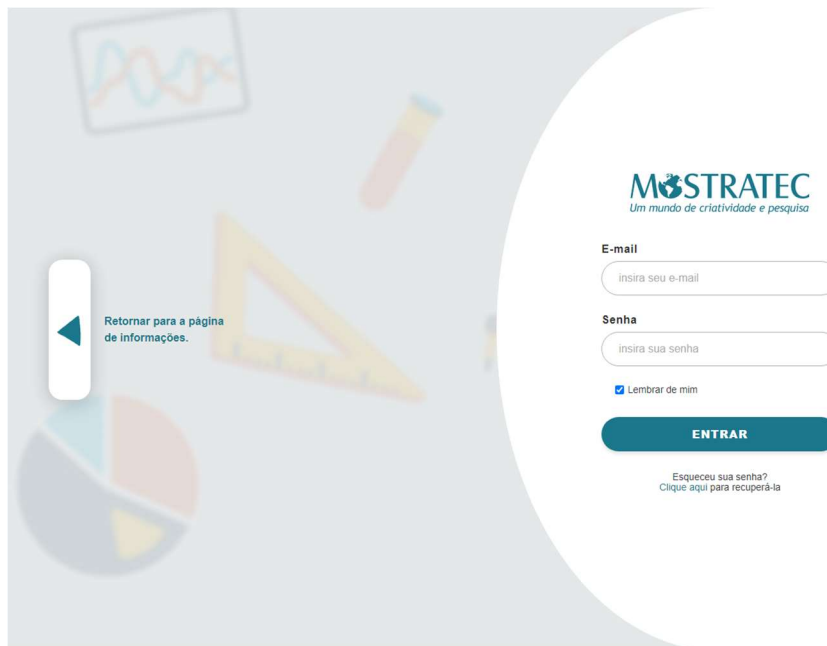 Retornar para a página
de informações.
MOSTRATEC
Um mundo de criatividade e pesquisa
E-mail
insira seu e-mail
Senha
insira sua senha
Lembrar de mim
ENTRAR
Esqueceu sua senha?
Clique aqui para recuperá-la